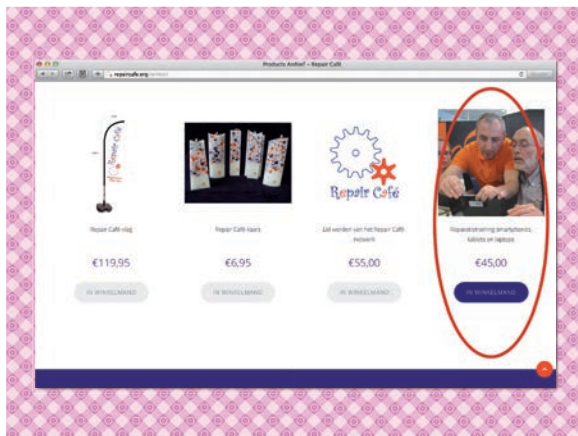 Products Archief – Repair Café
repaircafe.org
Repair Café
Repair Café
Repair Café-vlag
€119,95
IN WINKELMAND
Repair Café kaars
€6,95
IN WINKELMAND
Lid worden van het Repair Café
netwerk
€55,00
IN WINKELMAND
Reparatietraining smartphones,
tablets en laptops
€45,00
IN WINKELMAND